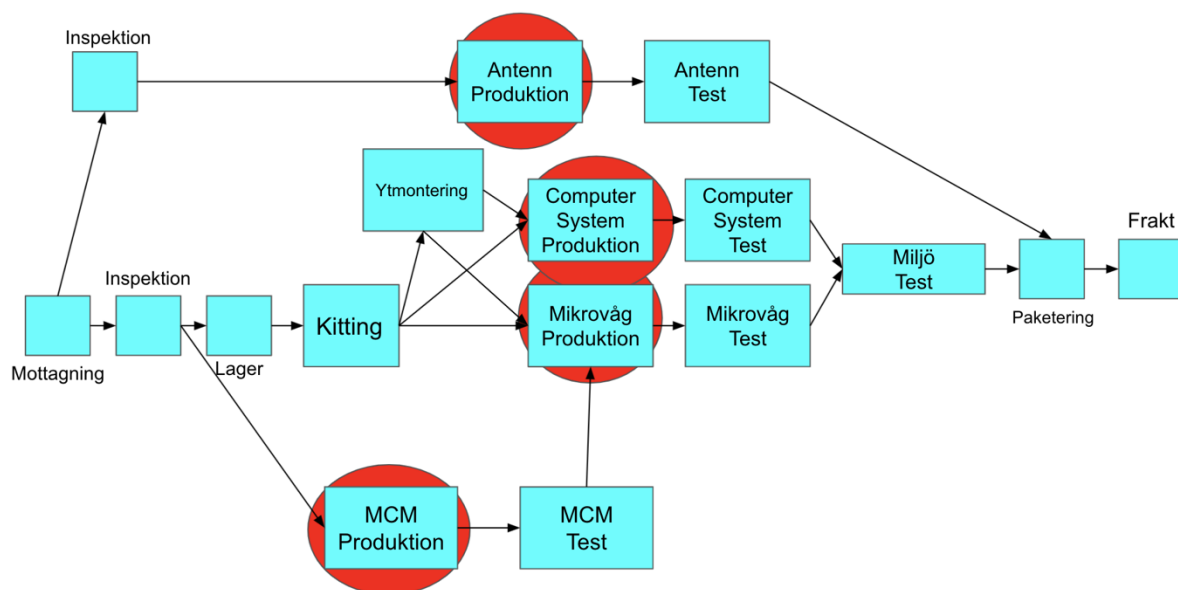 Inspektion
Antenn
Produktion
Antenn
Test
Ytmontering
Computer
System
Produktion
Computer
System
Test
Frakt
Inspektion
Miljö
Test
Kitting
Mikrovåg
Produktion
Mikrovåg
Test
Paketering
Mottagning
Lager
MCM
Produktion
MCM
Test